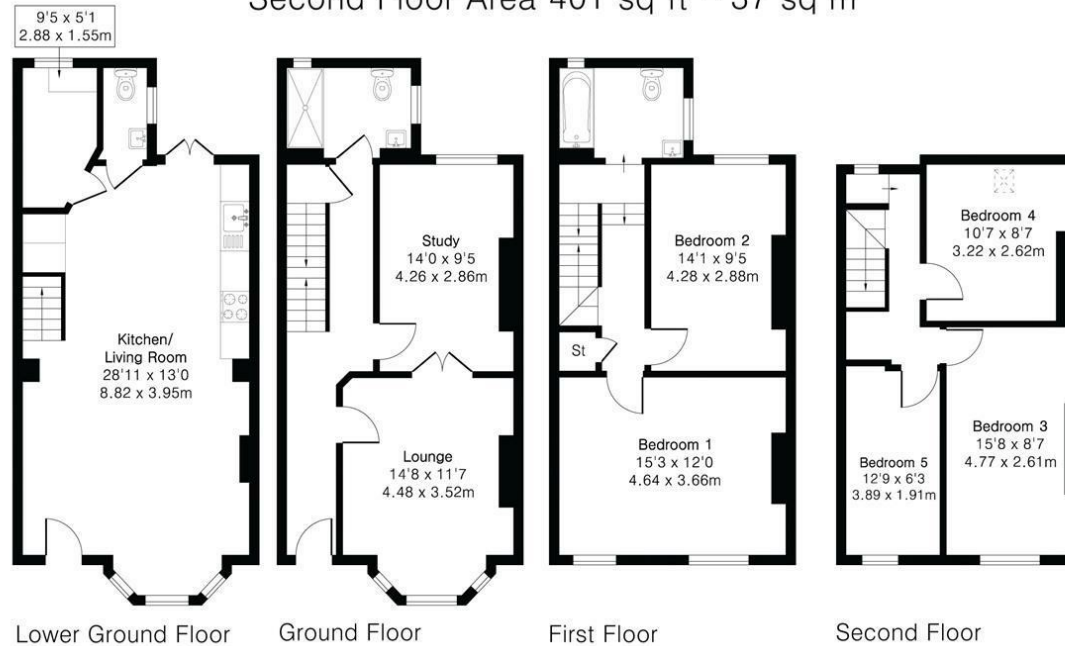 Second Floor Area 401 sq ft - 37 sq m
9'5 x 5'1
2.88 x 1.55m
Kitchen/
Living Room
28'11 x 13'0
8.82 x 3.95m
Lower Ground Floor
Study
14'0 x 9'5
4.26 x 2.86m
Lounge
14'8 x 11'7
4.48 x 3.52m
Ground Floor
Bedroom 2
14'1 x 9'5
4.28 x 2.88m
St
Bedroom 1
15'3 x 12'0
4.64 x 3.66m
First Floor
Bedroom 4
10'7 x 8'7
3.22 x 2.62m
Bedroom 3
15'8 x 8'7
4.77 x 2.61m
Bedroom 5
12'9 x 6'3
3.89 x 1.91m
Second Floor